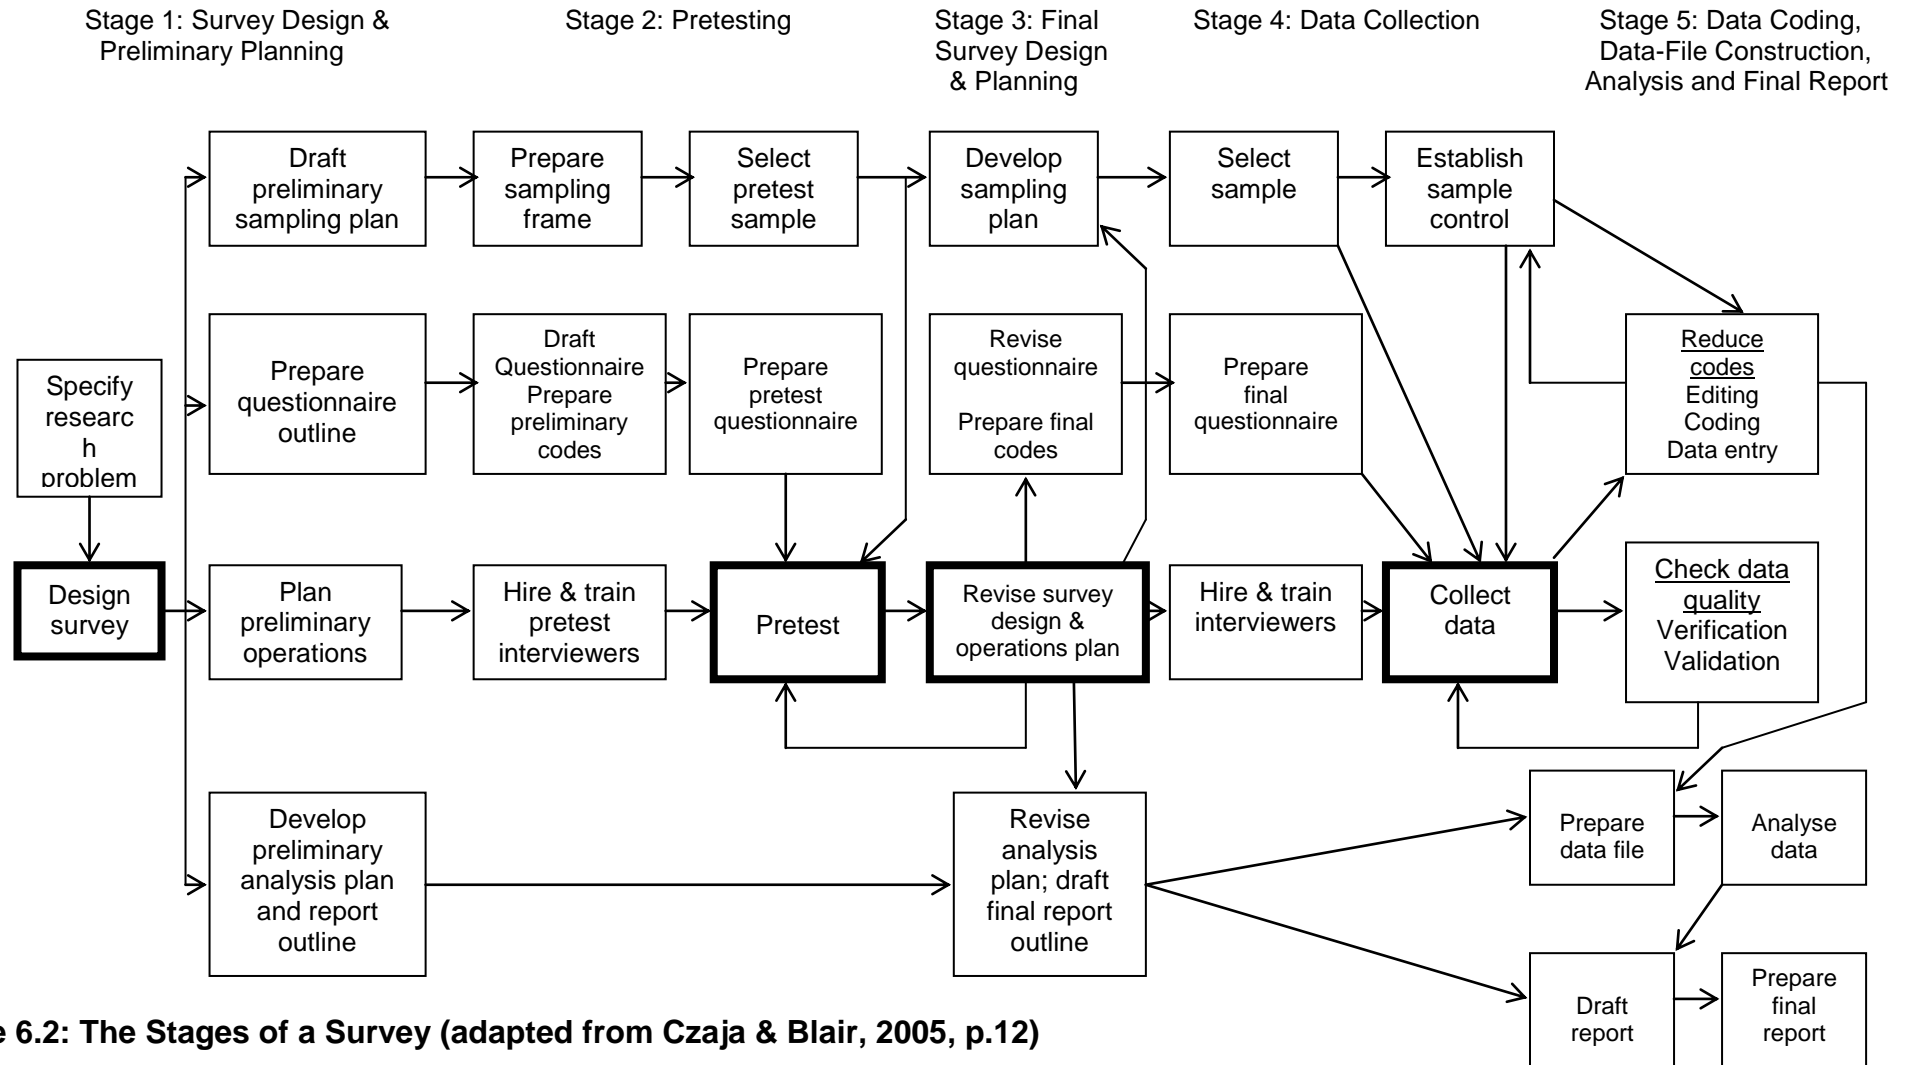 Stage 1: Survey Design &
Preliminary Planning
Stage 2: Pretesting
Stage 3: Final
Survey Design
& Planning
Stage 4: Data Collection
Stage 5: Data Coding,
Data-File Construction,
Analysis and Final Report
Draft
preliminary
sampling plan
Prepare
sampling
frame
Select
pretest
sample
Develop
sampling
plan
Select
sample
Establish
sample
control
Specify
researc
h
problem
Prepare
questionnaire
outline
Draft
Questionnaire
Prepare
preliminary
codes
Prepare
pretest
questionnaire
Revise
questionnaire
Prepare final
codes
Prepare
final
questionnaire
Reduce
codes
Editing
Coding
Data entry
Design
survey
Plan
preliminary
operations
Hire & train
pretest
interviewers
Pretest
Revise survey
design &
operations plan
Hire & train
interviewers
Collect
data
Check data
quality
Verification
Validation
Develop
preliminary
analysis plan
and report
outline
Revise
analysis
plan; draft
final report
outline
Prepare
data file
Analyse
data
Draft
report
Prepare
final
report
e 6.2: The Stages of a Survey (adapted from Czaja & Blair, 2005, p.12)